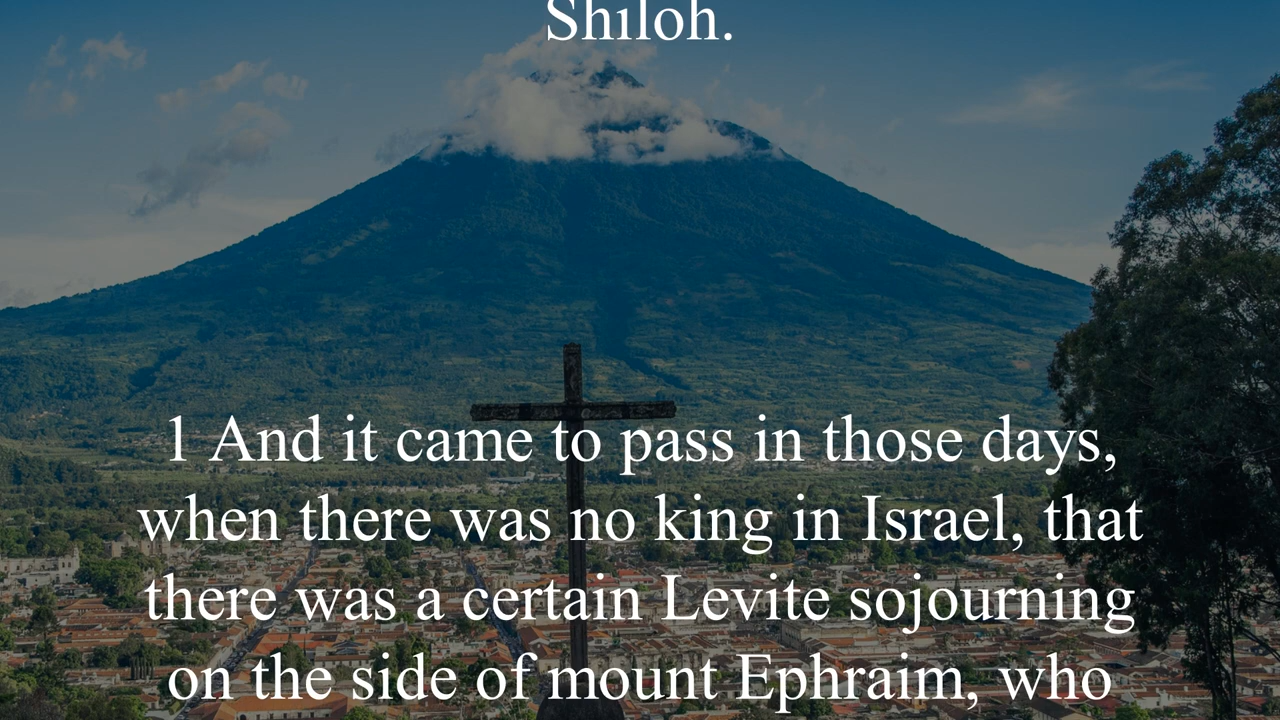 Shiloh.
1 And it came to pass in those days,
when there was no king in Israel, that
there was a certain Levite sojourning
on the side of mount Ephraim, who